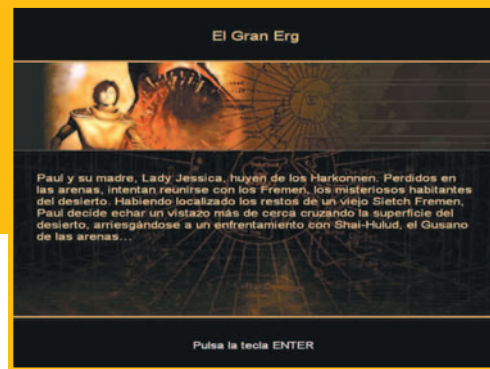 El Gran Erg
Paul y su madre, Lady Jessica, huyen de los Harkonnen. Perdidos en
las arenas, intentan reunirse con los Fremen, los misteriosos habitantes
del desierto. Habiendo localizado los restos de un viejo Sietch Fremen,
Paul decide echar un vistazo más de cerca cruzando la superficie del
desierto, arriesgándose a un enfrentamiento con Shai-Hulud, el Gusano
de las arenas...
Pulsa la tecla ENTER